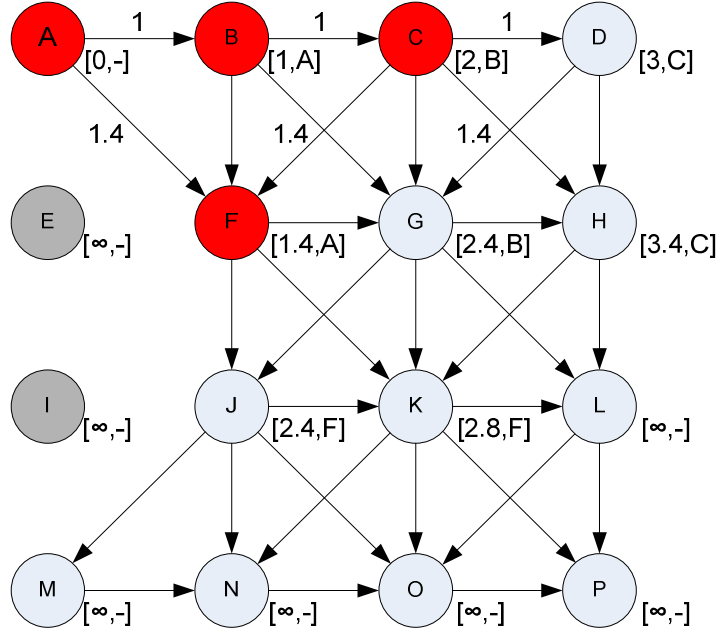 A 1 B 1 C 1 D
[0,-] [1,A] [2,B] [3,C]
1.4 1.4 1.4
E F G H
[∞,-] [1.4,A] [2.4,B] [3.4,C]
I J K L
[∞,-] [2.4,F] [2.8,F] [∞,-]
M N O P
[∞,-] [∞,-] [∞,-] [∞,-]